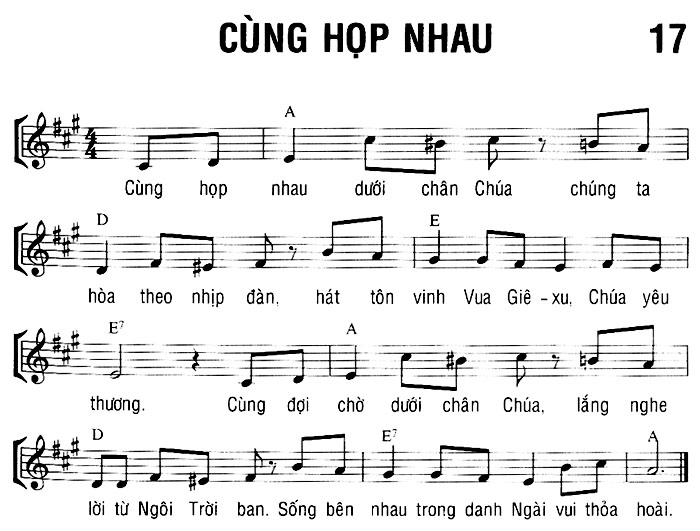 CÙNG HỌP NHAU 17
A
Cùng họp nhau dưới chân Chúa chúng ta
D E
hòa theo nhịp đàn, hát tôn vinh Vua Giê - xu, Chúa yêu
E7 A
thương. Cùng đợi chờ dưới chân Chúa, lắng nghe
D E7 A
lời từ Ngôi Trời ban. Sống bên nhau trong danh Ngài vui thỏa hoài.